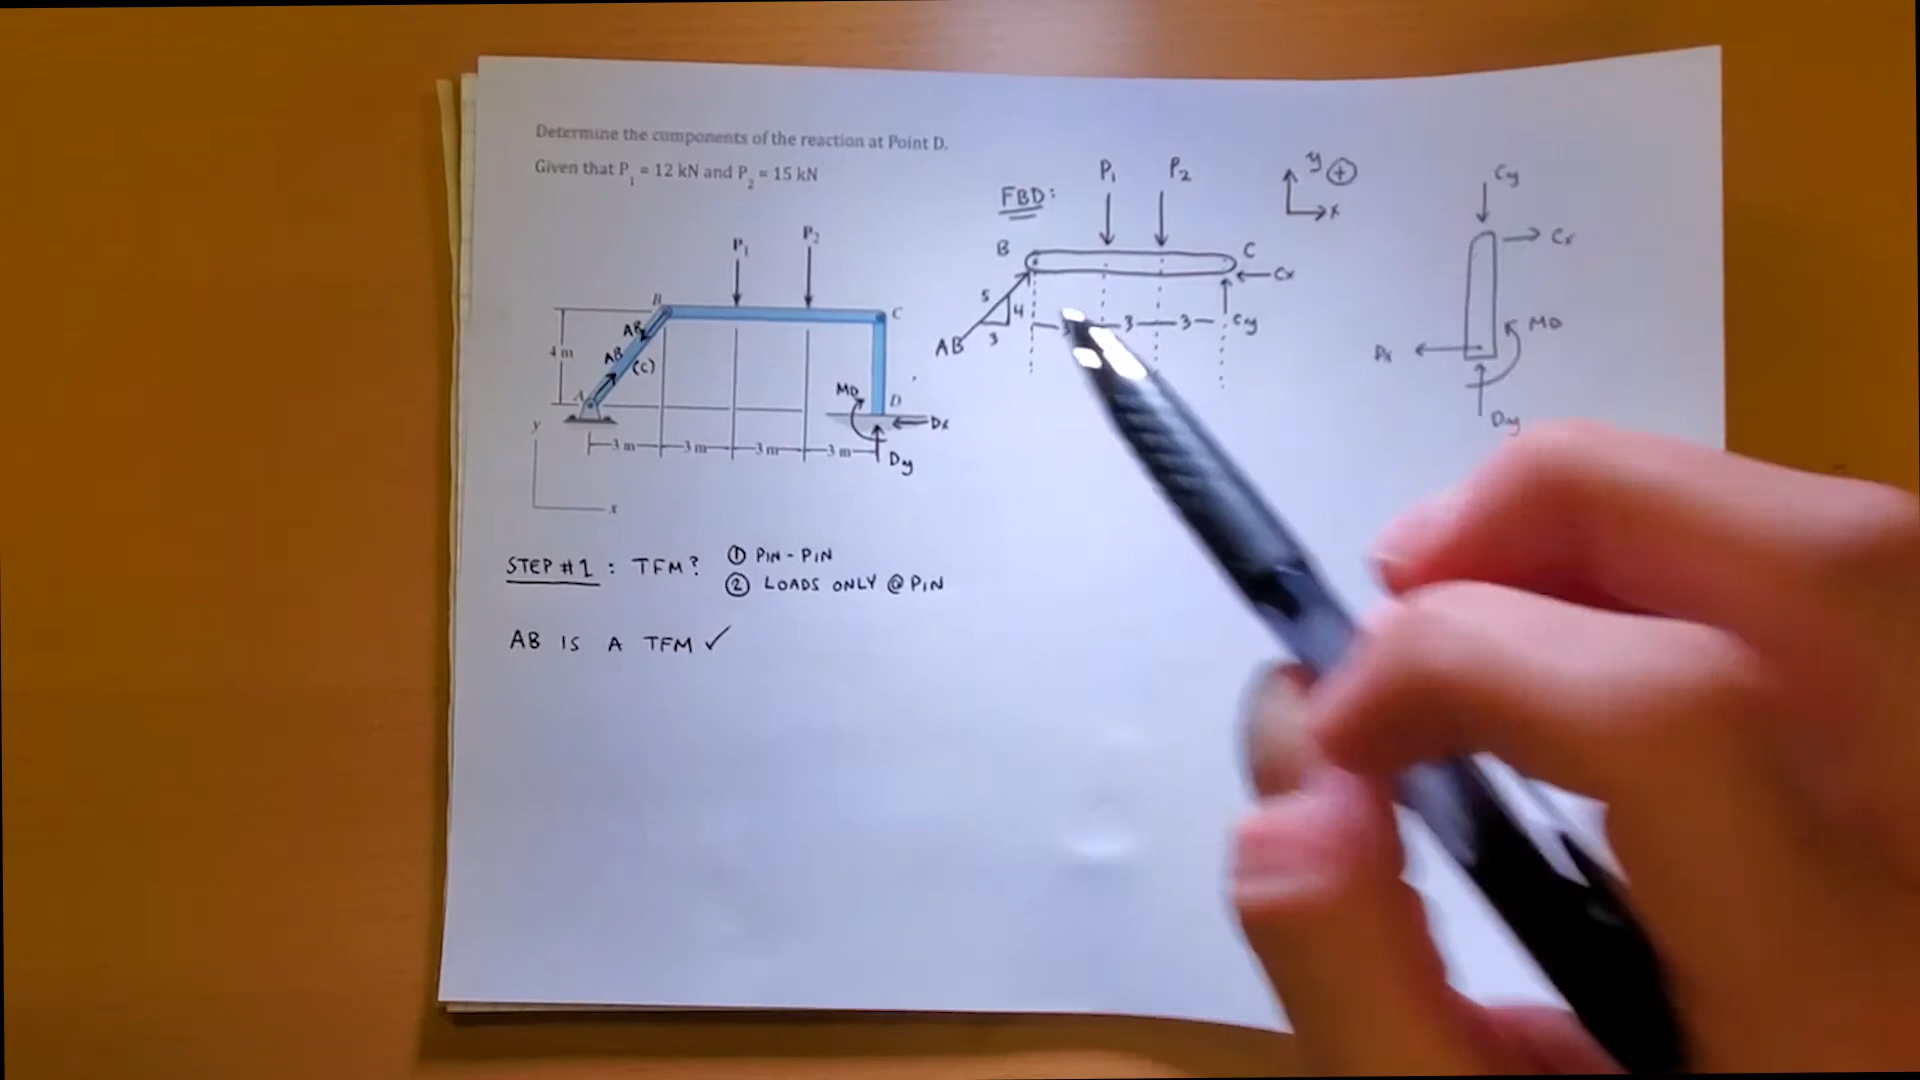 Determine the components of the reaction at Point D.
Given that P1 = 12 kN and P2 = 15 kN
P1
P2
B
C
AB
AB
(C)
4 m
A
MD
D
Dx
Dy
y
3 m
3 m
3 m
3 m
x
FBD:
P1
P2
y
+
x
B
C
Cx
5
4
3
AB
3
3
Cy
Cy
Cx
MD
Dx
Dy
STEP #1 : TFM?
① PIN - PIN
② LOADS ONLY @ PIN
AB IS A TFM ✓